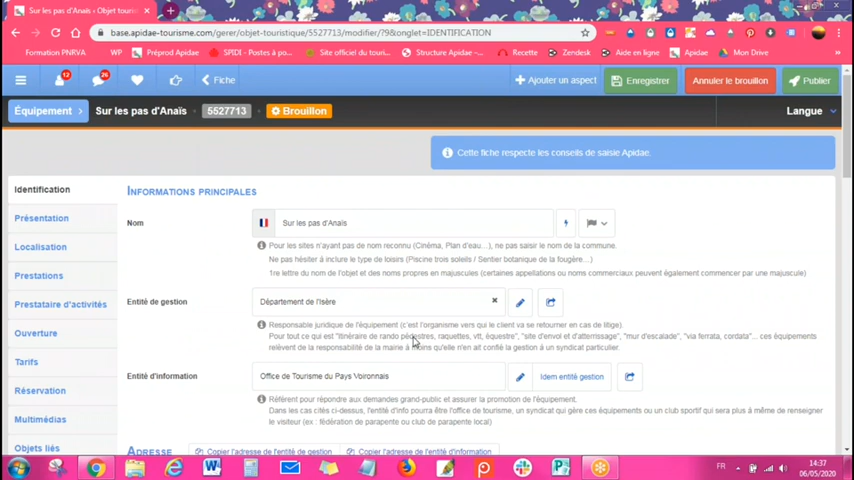 Sur les pas d'Anaïs • Objet touris
base.apidae-tourisme.com/gerer/objet-touristique/5527713/modifier/79&onglet=IDENTIFICATION
Formation PNRVA
WP
Préprod Apidae
SPIDI - Postes à po...
Site officiel du touri...
Structure Apidae...
Recette
Zendesk
Aide en ligne
Apidae
Mon Drive
12
26
Fiche
Ajouter un aspect
Enregistrer
Annuler le brouillon
Publier
Équipement
Sur les pas d'Anaïs
5527713
Brouillon
Langue
Cette fiche respecte les conseils de saisie Apidae.
Identification
Présentation
Localisation
Prestations
Prestataire d'activités
Ouverture
Tarifs
Réservation
Multimédias
Objets liés
INFORMATIONS PRINCIPALES
Nom
Sur les pas d'Anaïs
Pour les sites n'ayant pas de nom reconnu (Cinéma, Plan d'eau...), ne pas saisir le nom de la commune.
Ne pas hésiter à inclure le type de loisirs (Piscine trois soleils / Sentier botanique de la fougère...)
1re lettre du nom de l'objet et des noms propres en majuscules (certaines appellations ou noms commerciaux peuvent également commencer par une majuscule)
Entité de gestion
Département de l'Isère
Responsable juridique de l'équipement (c'est l'organisme vers qui le client va se retourner en cas de litige).
Pour tout ce qui est "itinéraire de rando pédestres, raquettes, vtt, équestre", "site d'envol et d'atterrissage", "mur d'escalade", "via ferrata, cordata"... ces équipements
relèvent de la responsabilité de la mairie à moins qu'elle n'en ait confié la gestion à un syndicat particulier.
Entité d'information
Office de Tourisme du Pays Voironnais
Idem entité gestion
Référent pour répondre aux demandes grand-public et assurer la promotion de l'équipement.
Dans les cas cités ci-dessus, l'entité d'info pourra être l'office de tourisme, un syndicat qui gère ces équipements ou un club sportif qui sera plus à même de renseigner
le visiteur (ex : fédération de parapente ou club de parapente local)
ADRESSE
Copier l'adresse de l'entité de gestion
Copier l'adresse de l'entité d'information
FR
14:37
06/05/2020